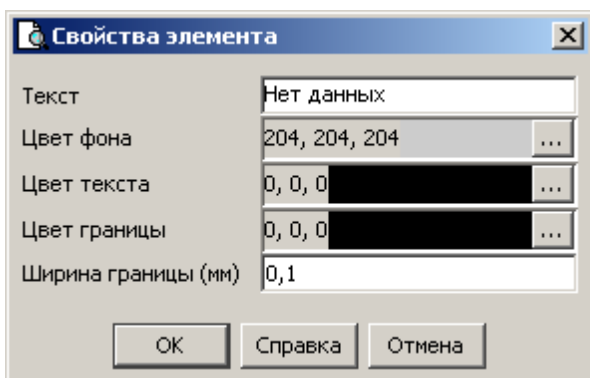 Свойства элемента
Текст Нет данных
Цвет фона 204, 204, 204 ...
Цвет текста 0, 0, 0 ...
Цвет границы 0, 0, 0 ...
Ширина границы (мм) 0,1
OK Справка Отмена